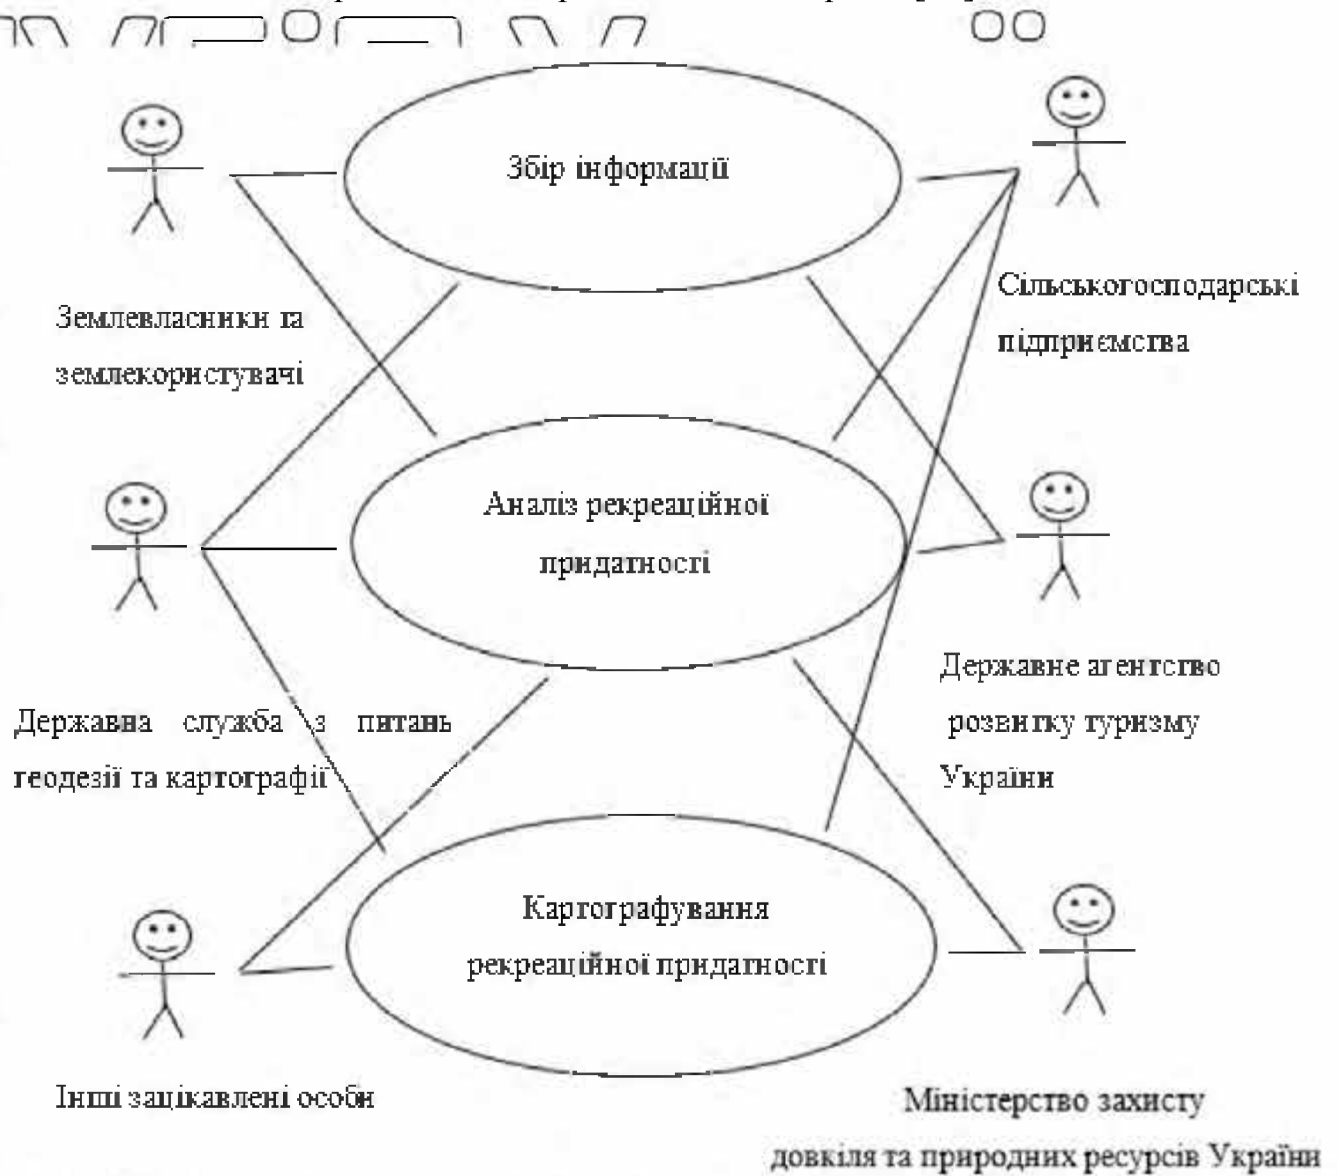 Збір інформації
Землевласники та
землекористувачі
Сільськогосподарські
підприємства
Аналіз рекреаційної
придатності
Державна служба з питань
геодезії та картографії
Державне агентство
розвитку туризму
України
Картографування
рекреаційної придатності
Інші зацікавлені особи
Міністерство захисту
довкіля та природних ресурсів України